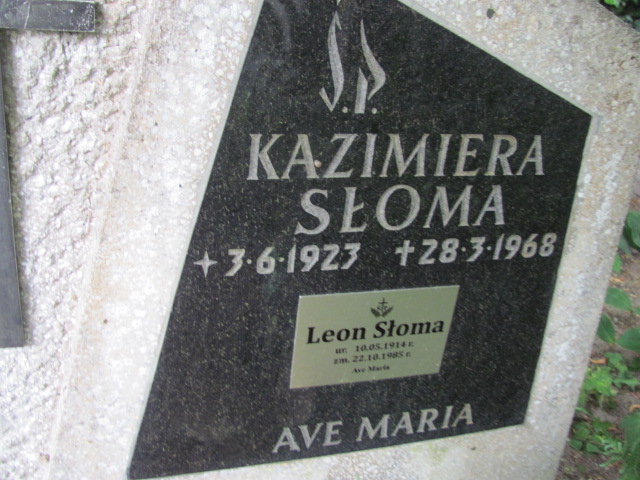 Ś.P.
KAZIMIERA
SŁOMA
3·6·1923 28·3·1968
Leon Słoma
ur. 10.05.1914 r.
zm. 22.10.1985 r.
Ave Maria
AVE MARIA